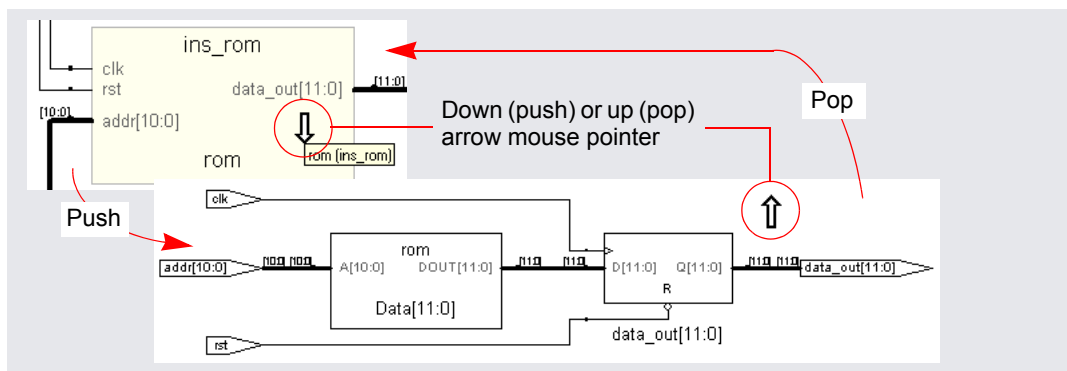 ins_rom
clk
rst
data_out[11:0]
[11:0]
[10:0]
addr[10:0]
rom
rom (ins_rom)
Down (push) or up (pop)
arrow mouse pointer
Pop
Push
clk
addr[10:0]
[10:0] [10:0]
rom
A[10:0] DOUT[11:0]
Data[11:0]
[11:0] [11:0]
D[11:0] Q[11:0]
R
data_out[11:0]
[11:0] [11:0]
data_out[11:0]
rst